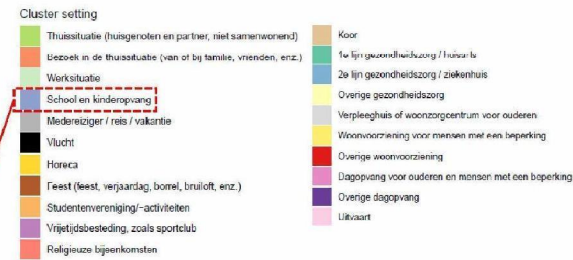 Cluster setting
Thuissituatie (huisgenoten en partner, niet samenwonend)
Bezoek in de thuissituatie (van of bij familie, vrienden, enz.)
Werksituatie
School en kinderopvang
Medereiziger / reis / vakantie
Vlucht
Horeca
Feest (feest, verjaardag, borrel, bruiloft, enz.)
Studentenvereniging/-activiteiten
Vrijetijdsbesteding, zoals sportclub
Religieuze bijeenkomsten
Koor
1e lijn gezondheidszorg / huisarts
2e lijn gezondheidszorg / ziekenhuis
Overige gezondheidszorg
Verpleeghuis of woonzorgcentrum voor ouderen
Woonvoorziening voor mensen met een beperking
Overige woonvoorziening
Dagopvang voor ouderen en mensen met een beperking
Overige dagopvang
Uitvaart